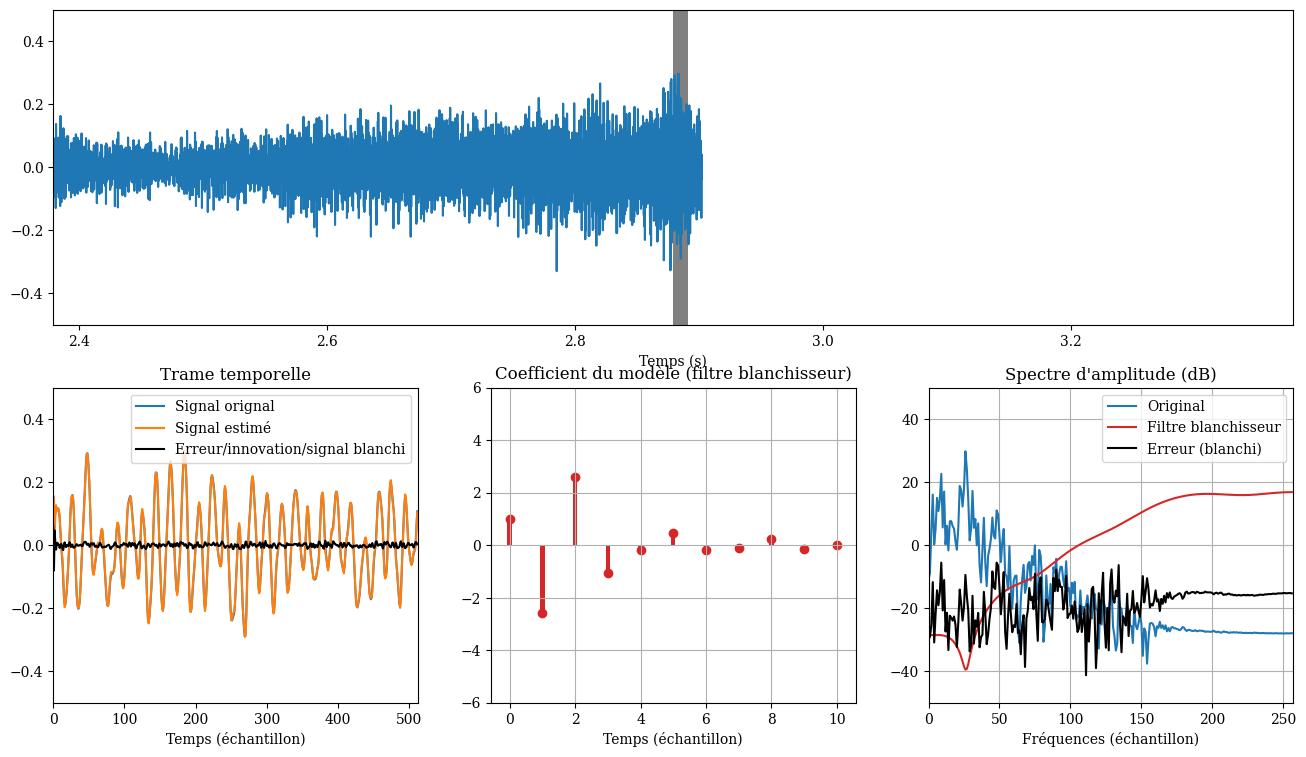 0.4
0.2
0.0
−0.2
−0.4
2.4 2.6 2.8 3.0 3.2
Temps (s)
Trame temporelle
0.4
0.2
0.0
−0.2
−0.4
Signal orignal
Signal estimé
Erreur/innovation/signal blanchi
0 100 200 300 400 500
Temps (échantillon)
Coefficient du modèle (filtre blanchisseur)
6
4
2
0
−2
−4
−6
0 2 4 6 8 10
Temps (échantillon)
Spectre d'amplitude (dB)
40
20
0
−20
−40
Original
Filtre blanchisseur
Erreur (blanchi)
0 50 100 150 200 250
Fréquences (échantillon)